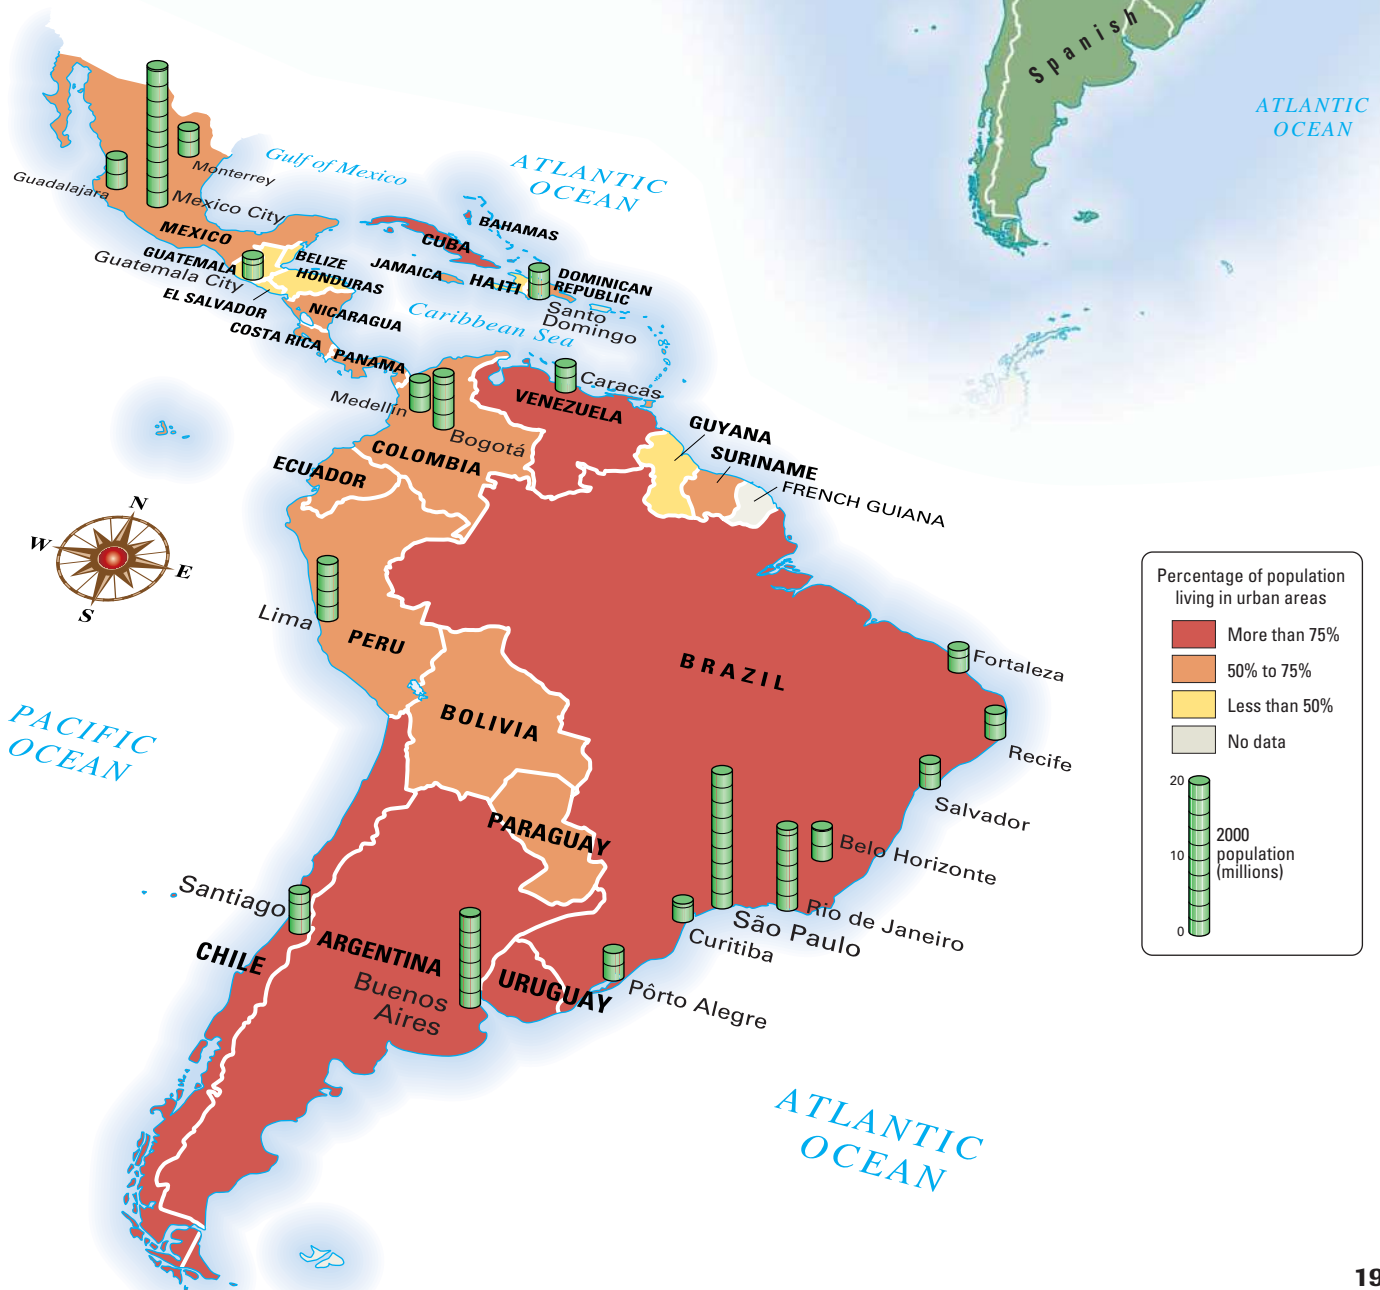 Spanish
ATLANTIC
OCEAN
Gulf of Mexico
ATLANTIC
OCEAN
Monterrey
Guadalajara
Mexico City
MEXICO
BAHAMAS
CUBA
GUATEMALA
Guatemala City
BELIZE
HONDURAS
JAMAICA
HAITI
DOMINICAN
REPUBLIC
Santo
Domingo
EL SALVADOR
NICARAGUA
COSTA RICA
PANAMA
Caribbean Sea
Caracas
VENEZUELA
Medellín
Bogotá
COLOMBIA
GUYANA
SURINAME
FRENCH GUIANA
ECUADOR
N
W
E
S
Lima
PERU
BRAZIL
Fortaleza
Recife
Salvador
BOLIVIA
PACIFIC
OCEAN
PARAGUAY
Belo Horizonte
Rio de Janeiro
São Paulo
Curitiba
Santiago
CHILE
ARGENTINA
Buenos
Aires
URUGUAY
Pôrto Alegre
ATLANTIC
OCEAN
Percentage of population
living in urban areas
More than 75%
50% to 75%
Less than 50%
No data
20
10
0
2000
population
(millions)
19